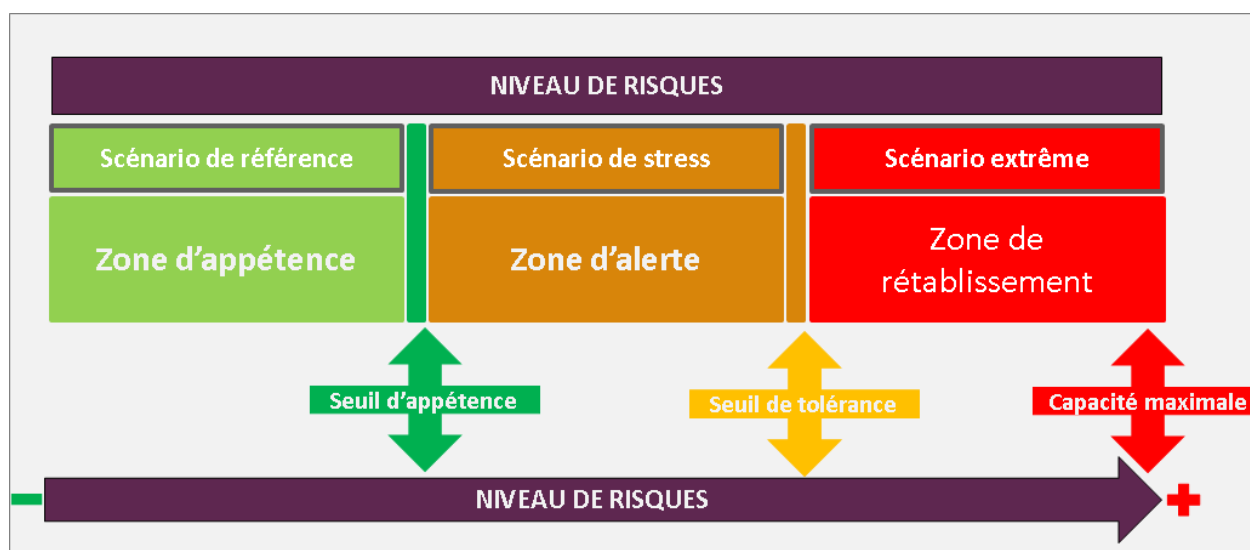 NIVEAU DE RISQUES
Scénario de référence
Scénario de stress
Scénario extrême
Zone d'appétence
Zone d'alerte
Zone de
rétablissement
Seuil d'appétence
Seuil de tolérance
Capacité maximale
NIVEAU DE RISQUES